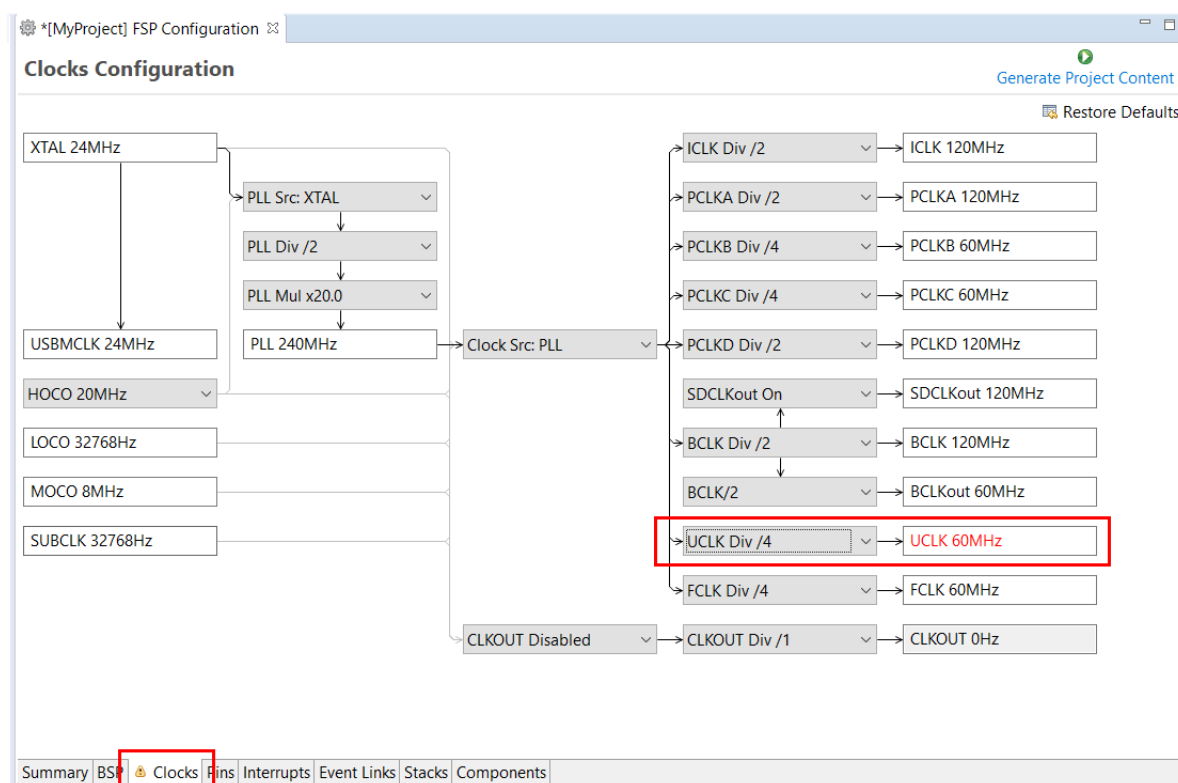 *[MyProject] FSP Configuration
Clocks Configuration
Generate Project Content
Restore Defaults
XTAL 24MHz
ICLK Div /2
ICLK 120MHz
PLL Src: XTAL
PCLKA Div /2
PCLKA 120MHz
PLL Div /2
PCLKB Div /4
PCLKB 60MHz
PLL Mul x20.0
PCLKC Div /4
PCLKC 60MHz
USBMCLK 24MHz
PLL 240MHz
Clock Src: PLL
PCLKD Div /2
PCLKD 120MHz
HOCO 20MHz
SDCLKout On
SDCLKout 120MHz
LOCO 32768Hz
BCLK Div /2
BCLK 120MHz
MOCO 8MHz
BCLK/2
BCLKout 60MHz
SUBCLK 32768Hz
UCLK Div /4
UCLK 60MHz
FCLK Div /4
FCLK 60MHz
CLKOUT Disabled
CLKOUT Div /1
CLKOUT 0Hz
Summary BSP Clocks Pins Interrupts Event Links Stacks Components